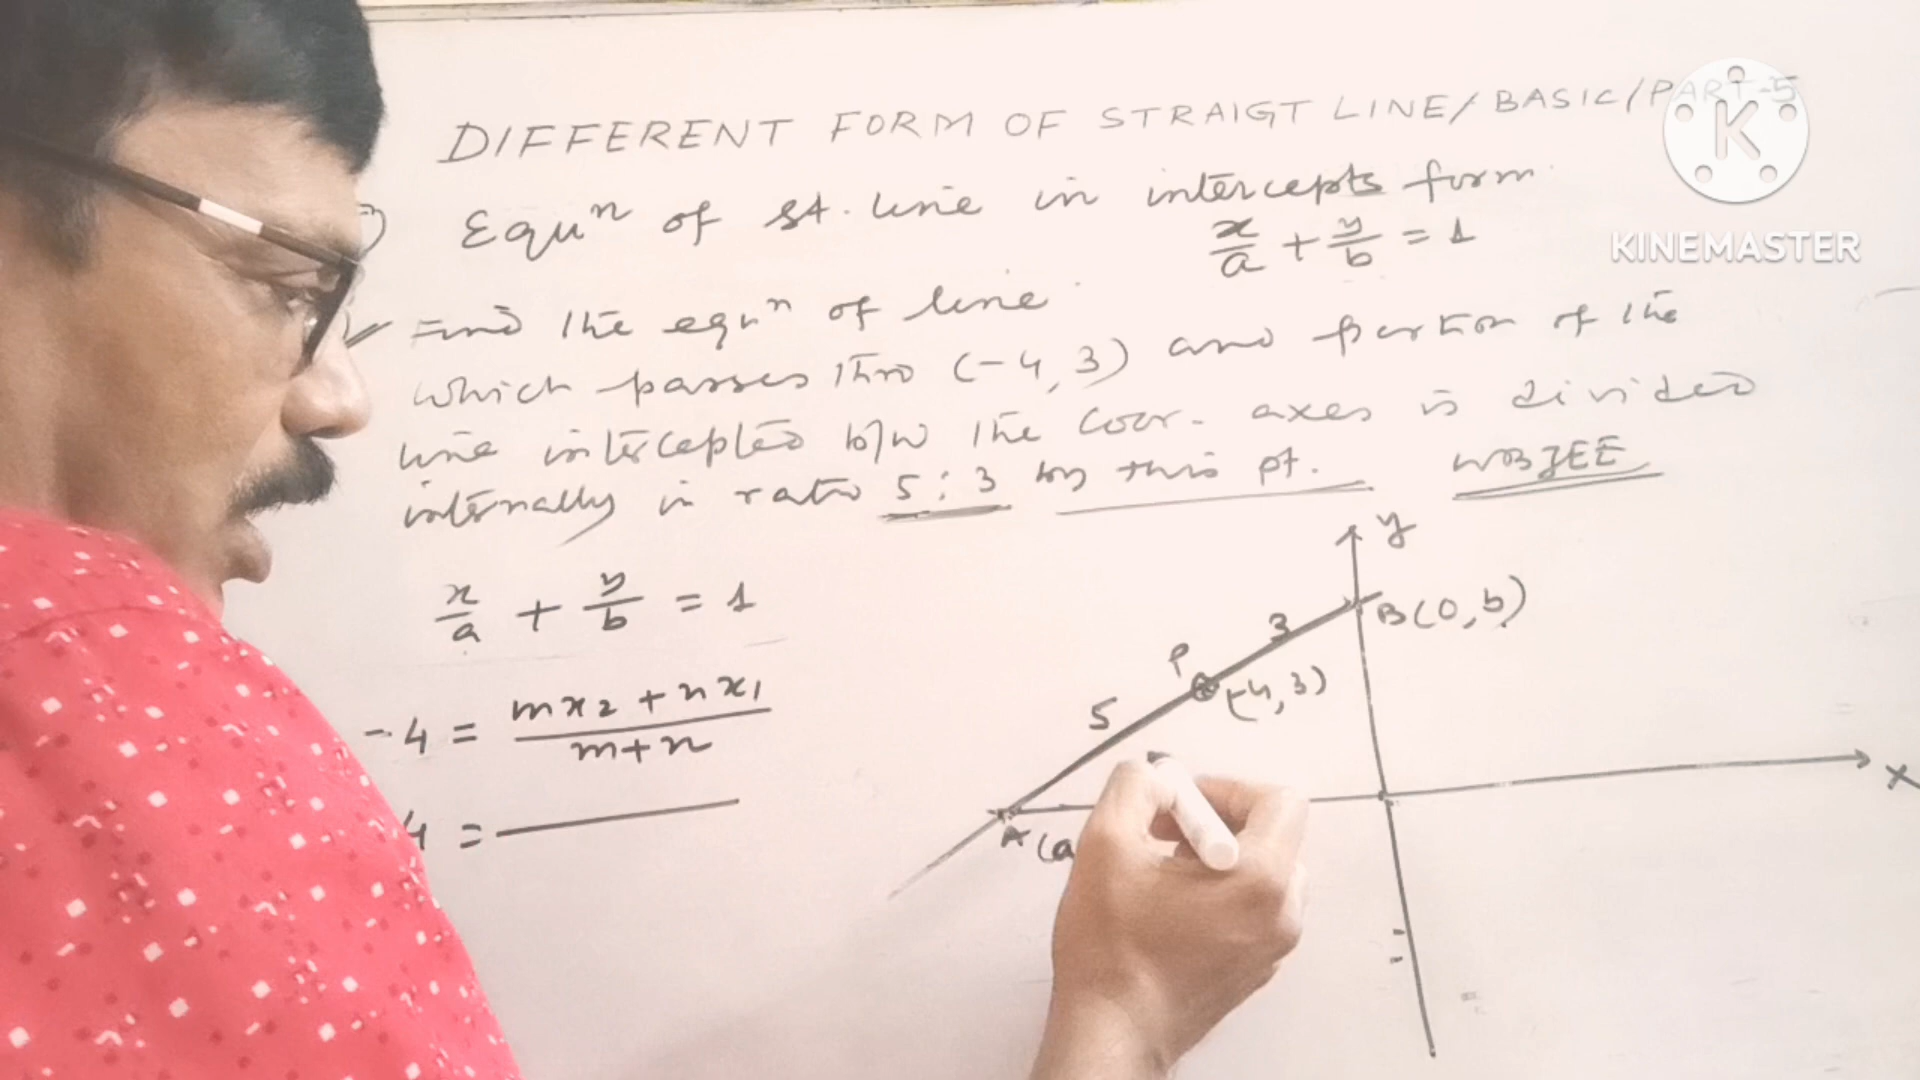 DIFFERENT FORM OF STRAIGT LINE/BASIC/PART-5
Equⁿ of st. line in intercepts form
x/a + y/b = 1
Find the equⁿ of line
which passes thro (-4, 3) and portion of the
line intercepted b/w the coor. axes is divided
internally in ratio 5:3 by this pt. WBJEE
x/a + y/b = 1
-4 = mx₂ + nx₁ / m+n
4 =
y
B(0, b)
3
P
(-4, 3)
5
x
A(a
K
KINEMASTER